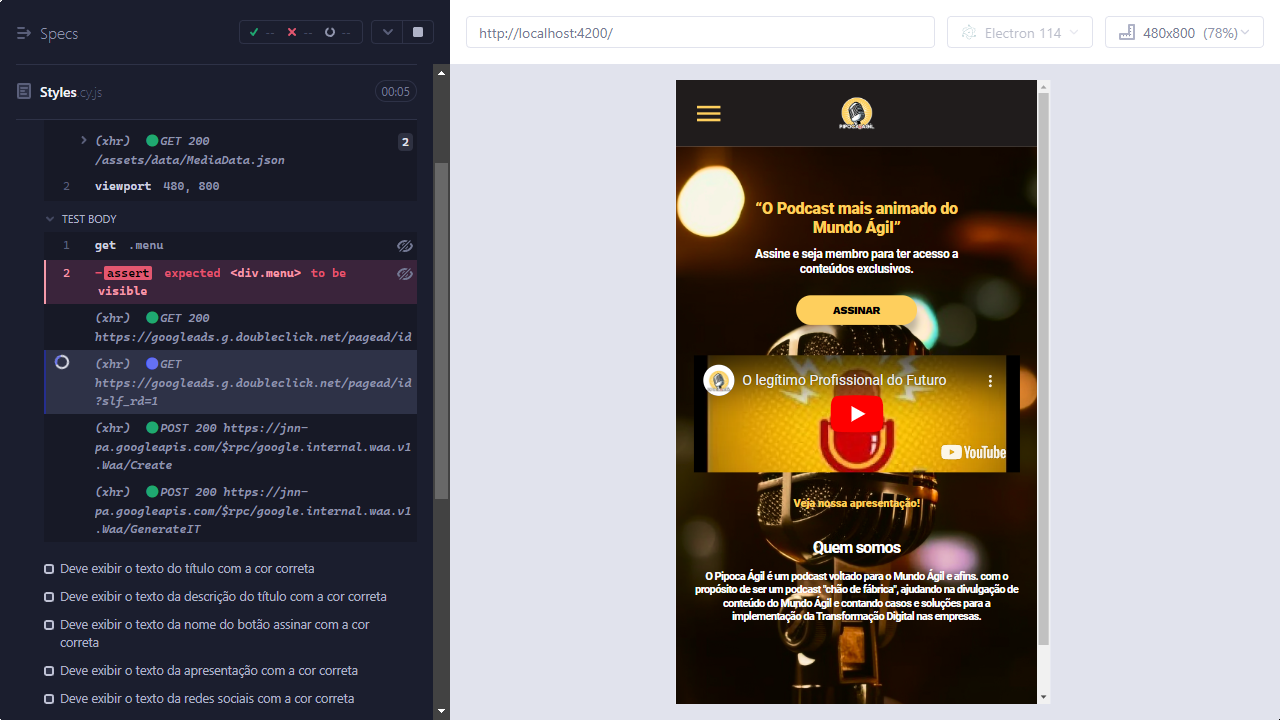 Specs
-- -- --
Styles.cy.js
00:05
(xhr) GET 200
2
/assets/data/MediaData.json
2 viewport 480, 800
TEST BODY
1 get .menu
2 -assert expected <div.menu> to be
visible
(xhr) GET 200
https://googleads.g.doubleclick.net/pagead/id
(xhr) GET
https://googleads.g.doubleclick.net/pagead/id
?slf_rd=1
(xhr) POST 200 https://jnn-
pa.googleapis.com/$rpc/google.internal.waa.v1
.Waa/Create
(xhr) POST 200 https://jnn-
pa.googleapis.com/$rpc/google.internal.waa.v1
.Waa/GenerateIT
Deve exibir o texto do título com a cor correta
Deve exibir o texto da descrição do título com a cor correta
Deve exibir o texto da nome do botão assinar com a cor
correta
Deve exibir o texto da apresentação com a cor correta
Deve exibir o texto da redes sociais com a cor correta
http://localhost:4200/
Electron 114
480x800 (78%)
“O Podcast mais animado do
Mundo Ágil”
Assine e seja membro para ter acesso a
conteúdos exclusivos.
ASSINAR
O legítimo Profissional do Futuro
YouTube
Veja nossa apresentação!
Quem somos
O Pipoca Ágil é um podcast voltado para o Mundo Ágil e afins. com o
propósito de ser um podcast "chão de fábrica", ajudando na divulgação de
conteúdo do Mundo Ágil e contando casos e soluções para a
implementação da Transformação Digital nas empresas.